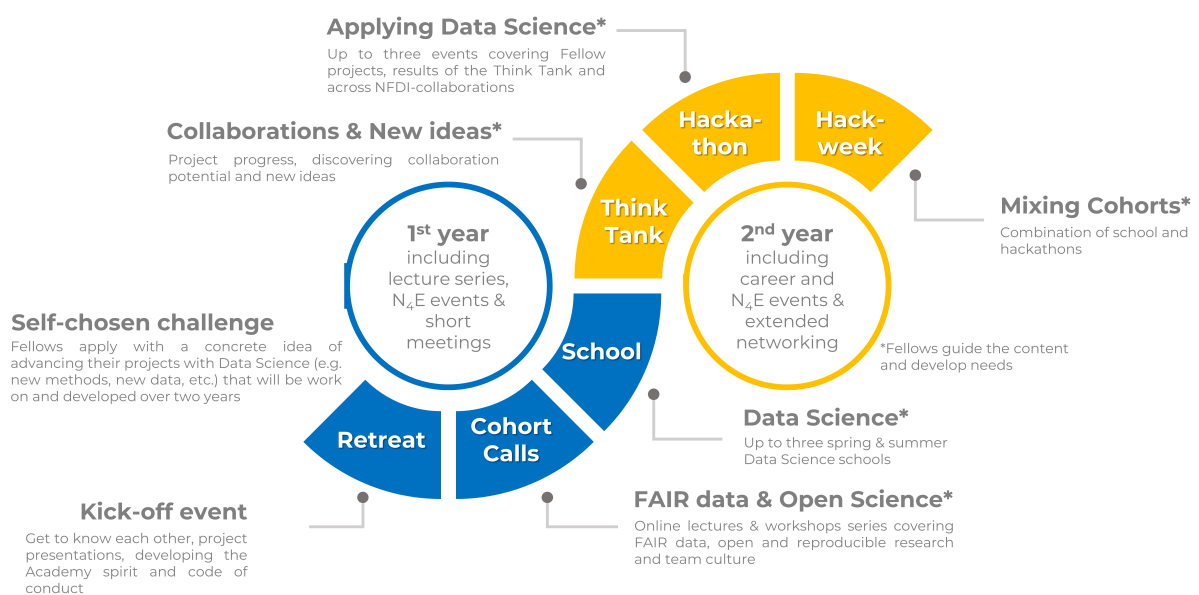 Applying Data Science*
Up to three events covering Fellow
projects, results of the Think Tank and
across NFDI-collaborations
Collaborations & New ideas*
Project progress, discovering collaboration
potential and new ideas
Hacka-
thon
Hack-
week
Think
Tank
Mixing Cohorts*
Combination of school and
hackathons
1st year
including
lecture series,
N4E events &
short
meetings
2nd year
including
career and
N4E events &
extended
networking
Self-chosen challenge
Fellows apply with a concrete idea of
advancing their projects with Data Science (e.g.
new methods, new data, etc.) that will be work
on and developed over two years
*Fellows guide the content
and develop needs
School
Retreat
Cohort
Calls
Data Science*
Up to three spring & summer
Data Science schools
Kick-off event
Get to know each other, project
presentations, developing the
Academy spirit and code of
conduct
FAIR data & Open Science*
Online lectures & workshops series covering
FAIR data, open and reproducible research
and team culture